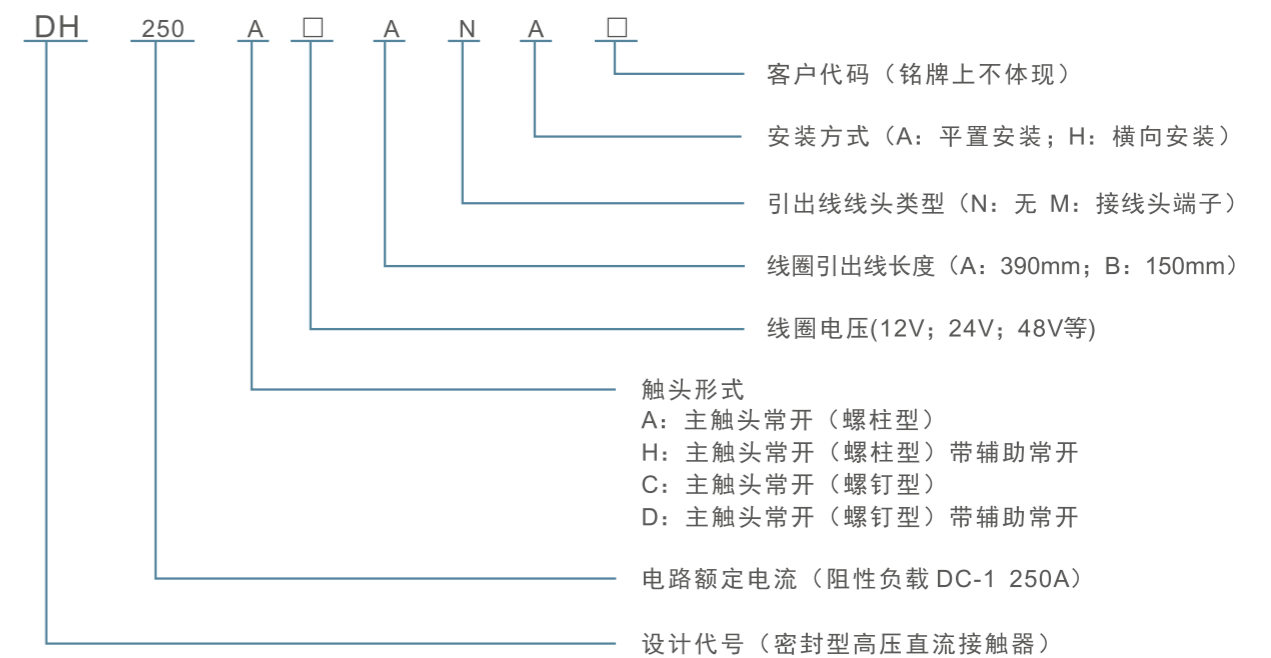 DH 250 A □ A N A □
客户代码（铭牌上不体现）
安装方式（A：平置安装；H：横向安装）
引出线线头类型（N：无 M：接线头端子）
线圈引出线长度（A：390mm；B：150mm）
线圈电压(12V；24V；48V等)
触头形式
A：主触头常开（螺柱型）
H：主触头常开（螺柱型）带辅助常开
C：主触头常开（螺钉型）
D：主触头常开（螺钉型）带辅助常开
电路额定电流（阻性负载 DC-1 250A）
设计代号（密封型高压直流接触器）